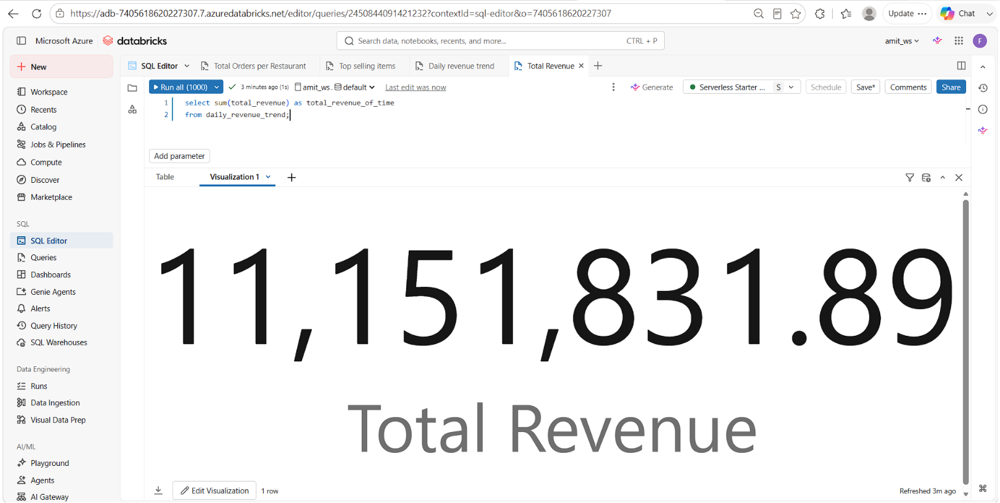 https://adb-7405618620227307.7.azuredatabricks.net/editor/queries/2450844091421232?contextId=sql-editor&o=7405618620227307
Update
Chat
Microsoft Azure
databricks
Search data, notebooks, recents, and more...
CTRL + P
amit_ws
F
New
Workspace
Recents
Catalog
Jobs & Pipelines
Compute
Discover
Marketplace
SQL
SQL Editor
Queries
Dashboards
Genie Agents
Alerts
Query History
SQL Warehouses
Data Engineering
Runs
Data Ingestion
Visual Data Prep
AI/ML
Playground
Agents
AI Gateway
SQL Editor
Total Orders per Restaurant
Top selling items
Daily revenue trend
Total Revenue
Run all (1000)
3 minutes ago (1s)
amit_ws.
default
Last edit was now
Generate
Serverless Starter ...
S
Schedule
Save*
Comments
Share
1 select sum(total_revenue) as total_revenue_of_time
2 from daily_revenue_trend;
Add parameter
Table
Visualization 1
11,151,831.89
Total Revenue
Edit Visualization
1 row
Refreshed 3m ago